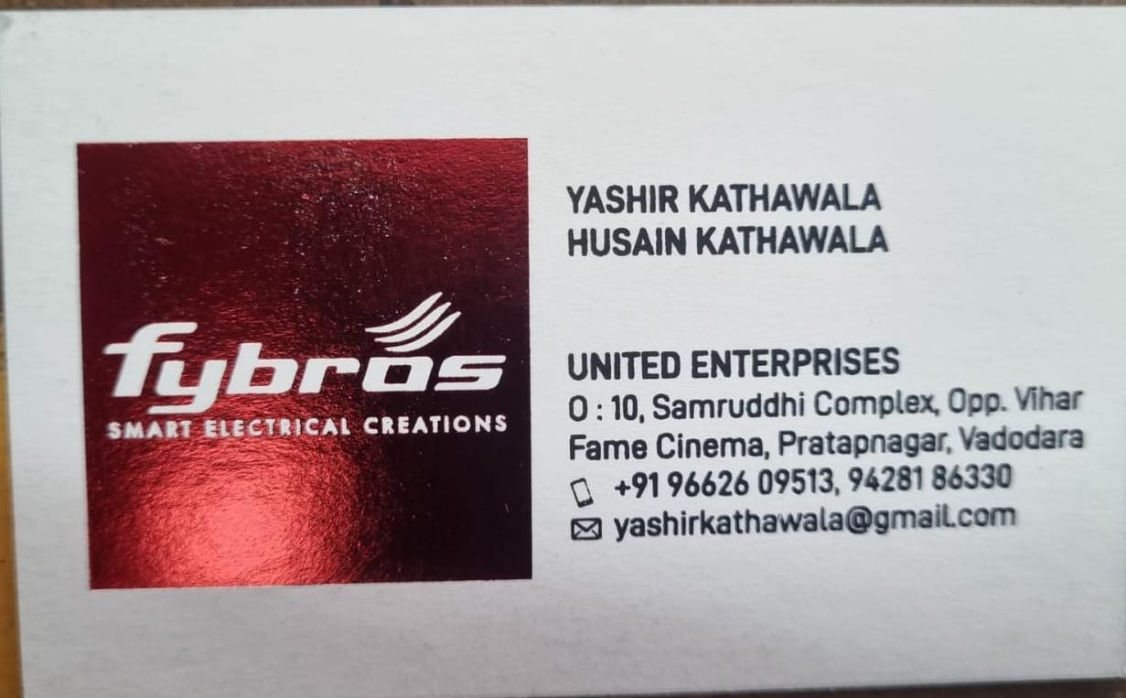 fybros
SMART ELECTRICAL CREATIONS
YASHIR KATHAWALA
HUSAIN KATHAWALA
UNITED ENTERPRISES
O : 10, Samruddhi Complex, Opp. Vihar
Fame Cinema, Pratapnagar, Vadodara
+91 96626 09513, 94281 86330
yashirkathawala@gmail.com